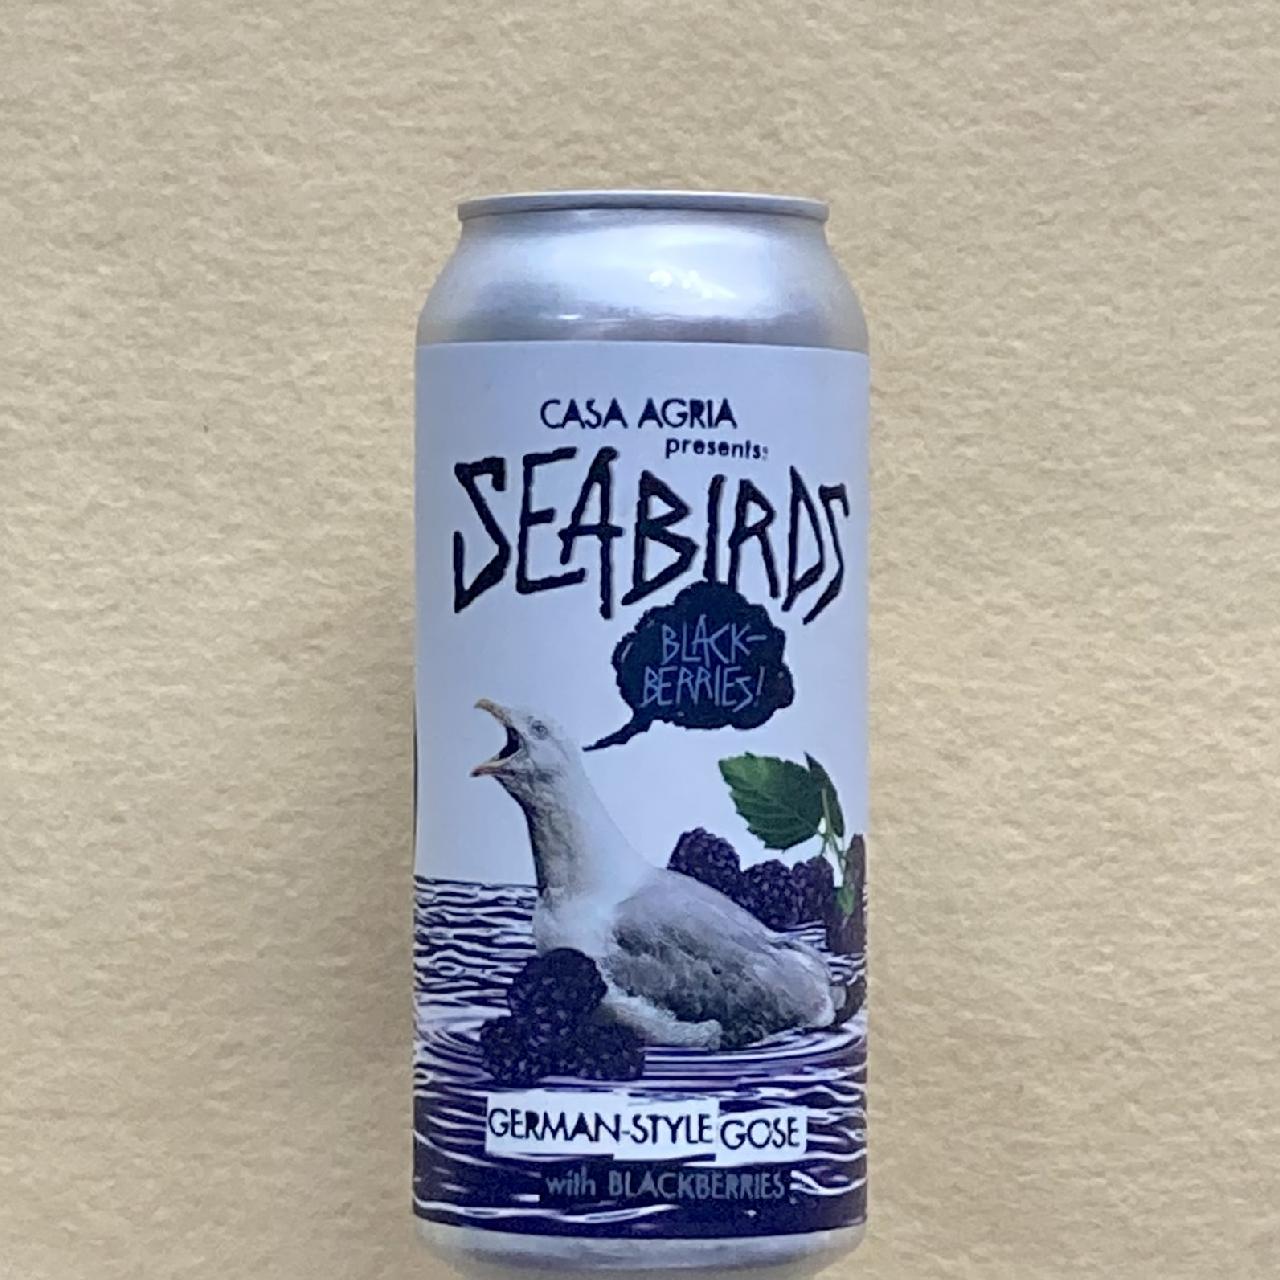 CASA AGRIA
presents:
SEABIRDS
BLACK-
BERRIES!
GERMAN-STYLE GOSE
with BLACKBERRIES